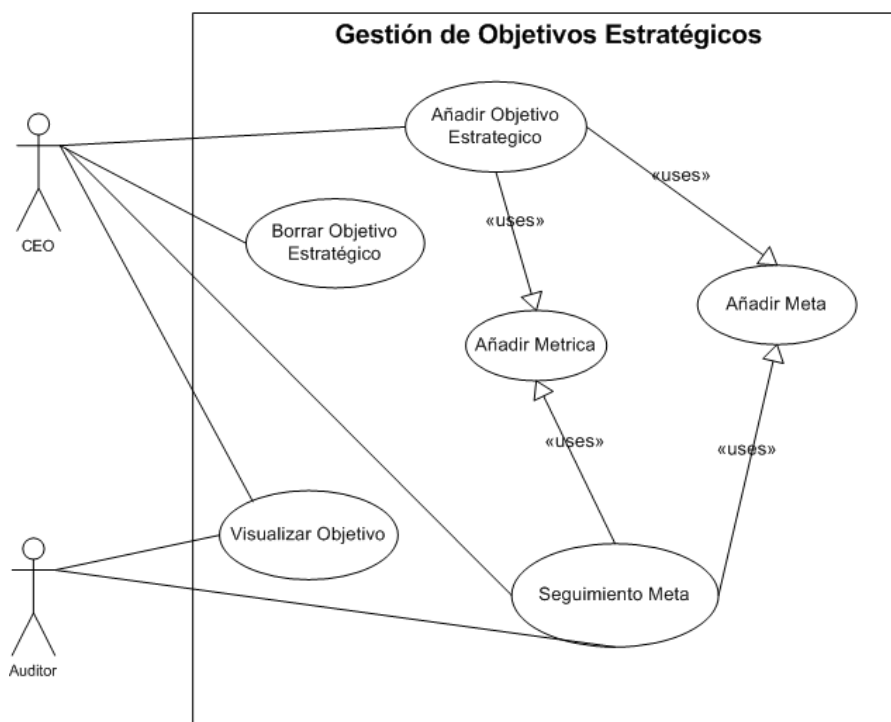 Gestión de Objetivos Estratégicos
Añadir Objetivo
Estrategico
«uses»
«uses»
CEO
Borrar Objetivo
Estratégico
Añadir Meta
Añadir Metrica
«uses»
«uses»
Visualizar Objetivo
Seguimiento Meta
Auditor